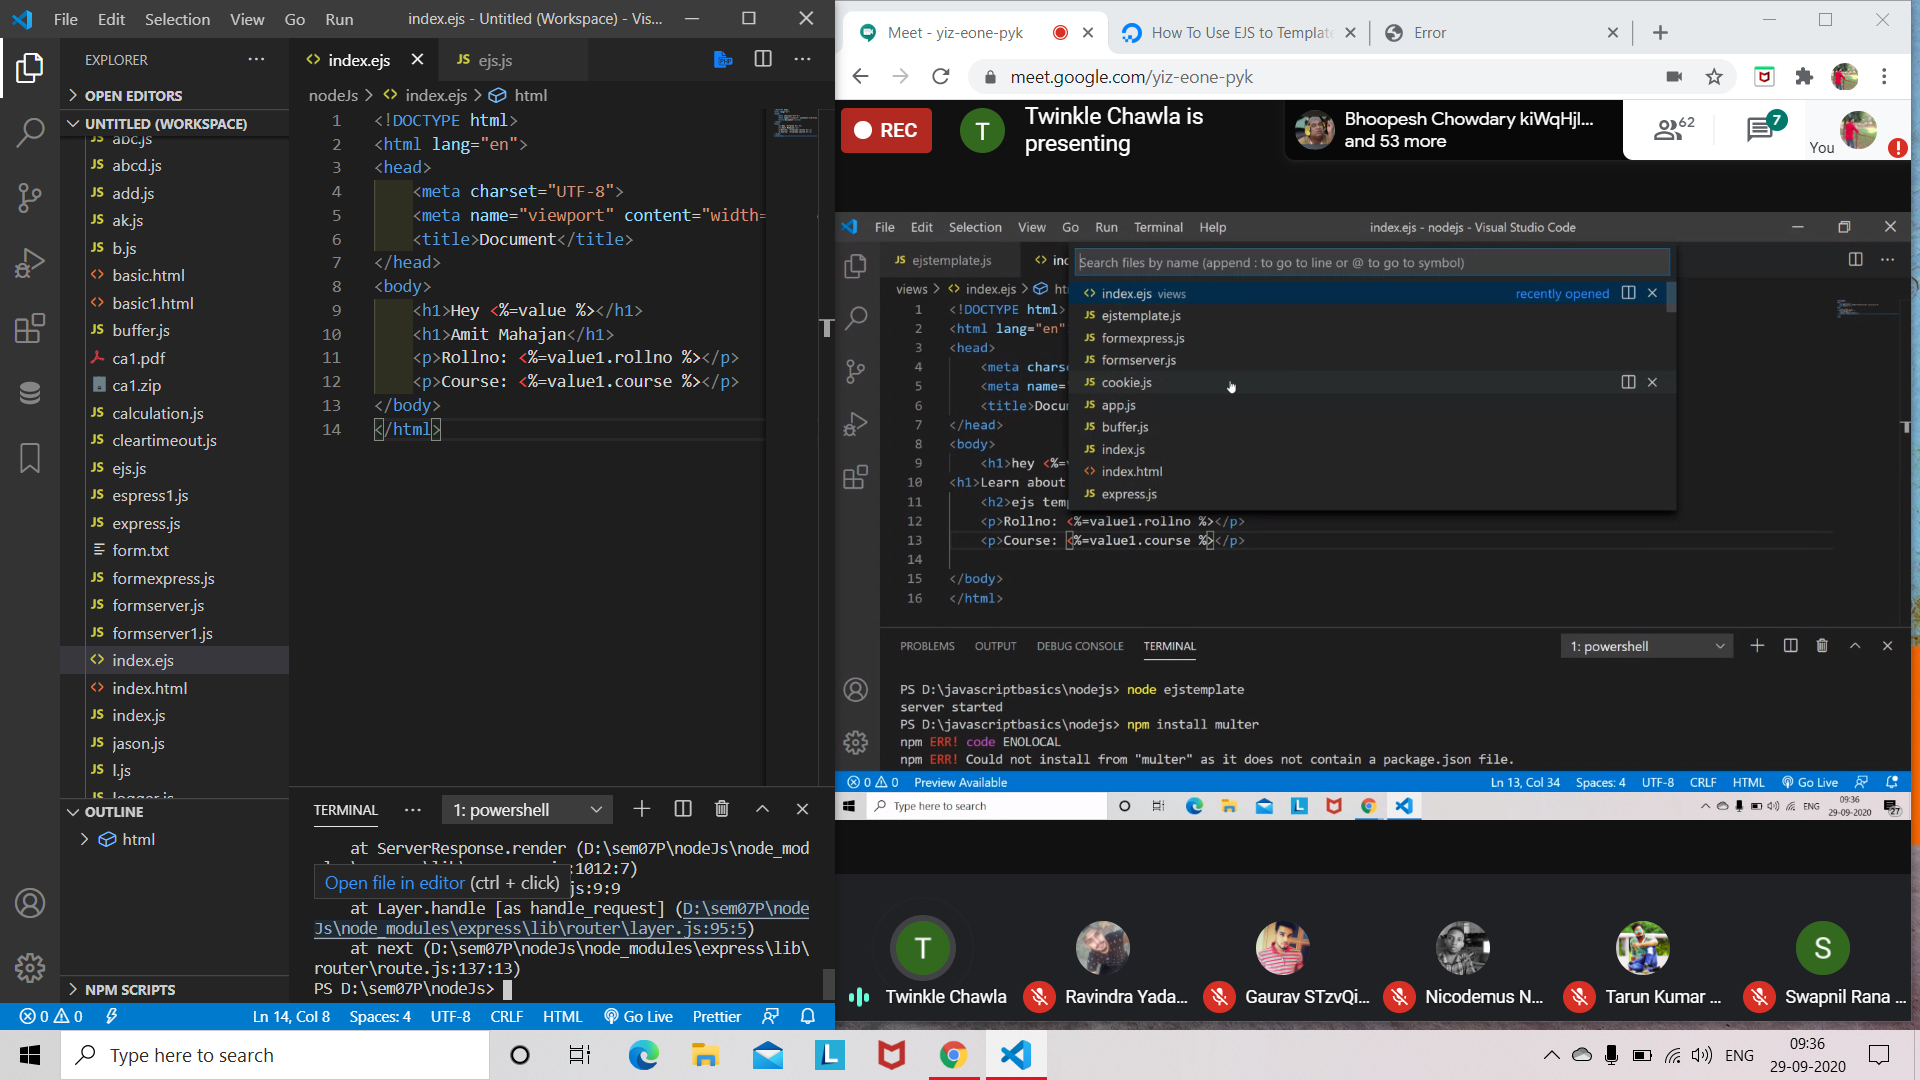 File Edit Selection View Go Run
index.ejs - Untitled (Workspace) - Vis...
EXPLORER
OPEN EDITORS
UNTITLED (WORKSPACE)
abc.js
abcd.js
add.js
ak.js
b.js
basic.html
basic1.html
buffer.js
ca1.pdf
ca1.zip
calculation.js
cleartimeout.js
ejs.js
espress1.js
express.js
form.txt
formexpress.js
formserver.js
formserver1.js
index.ejs
index.html
index.js
jason.js
l.js
logger.js
OUTLINE
html
NPM SCRIPTS
index.ejs
JS ejs.js
nodeJs > index.ejs > html
1 <!DOCTYPE html>
2 <html lang="en">
3 <head>
4 <meta charset="UTF-8">
5 <meta name="viewport" content="width=
6 <title>Document</title>
7 </head>
8 <body>
9 <h1>Hey <%=value %></h1>
10 <h1>Amit Mahajan</h1>
11 <p>Rollno: <%=value1.rollno %></p>
12 <p>Course: <%=value1.course %></p>
13 </body>
14 </html>
TERMINAL
1: powershell
at ServerResponse.render (D:\sem07P\nodeJs\node_mod
:1012:7)
Open file in editor (ctrl + click)
js:9:9
at Layer.handle [as handle_request] (D:\sem07P\node
Js\node_modules\express\lib\router\layer.js:95:5)
at next (D:\sem07P\nodeJs\node_modules\express\lib\
router\route.js:137:13)
PS D:\sem07P\nodeJs>
0 0
Ln 14, Col 8 Spaces: 4 UTF-8 CRLF HTML Go Live Prettier
Meet - yiz-eone-pyk
How To Use EJS to Templat
Error
meet.google.com/yiz-eone-pyk
REC
T
Twinkle Chawla is
presenting
Bhoopesh Chowdary kiWqHjl...
and 53 more
62
7
You
File Edit Selection View Go Run Terminal Help
index.ejs - nodejs - Visual Studio Code
JS ejstemplate.js
Search files by name (append : to go to line or @ to go to symbol)
views > index.ejs >
index.ejs views
recently opened
JS ejstemplate.js
JS formexpress.js
JS formserver.js
JS cookie.js
JS app.js
JS buffer.js
JS index.js
index.html
JS express.js
1 <!DOCTYPE html>
2 <html lang="en"
3 <head>
4 <meta chars
5 <meta name=
6 <title>Docu
7 </head>
8 <body>
9 <h1>hey <%=
10 <h1>Learn about
11 <h2>ejs tem
12 <p>Rollno: <%=value1.rollno %></p>
13 <p>Course: <%=value1.course %></p>
14
15 </body>
16 </html>
PROBLEMS OUTPUT DEBUG CONSOLE TERMINAL
1: powershell
PS D:\javascriptbasics\nodejs> node ejstemplate
server started
PS D:\javascriptbasics\nodejs> npm install multer
npm ERR! code ENOLOCAL
npm ERR! Could not install from "multer" as it does not contain a package.json file.
0 0 Preview Available
Ln 13, Col 34 Spaces: 4 UTF-8 CRLF HTML Go Live
Type here to search
L
ENG
09:36
29-09-2020
27
T
S
Twinkle Chawla
Ravindra Yada...
Gaurav STzvQi...
Nicodemus N...
Tarun Kumar ...
Swapnil Rana ...
Type here to search
L
ENG
09:36
29-09-2020